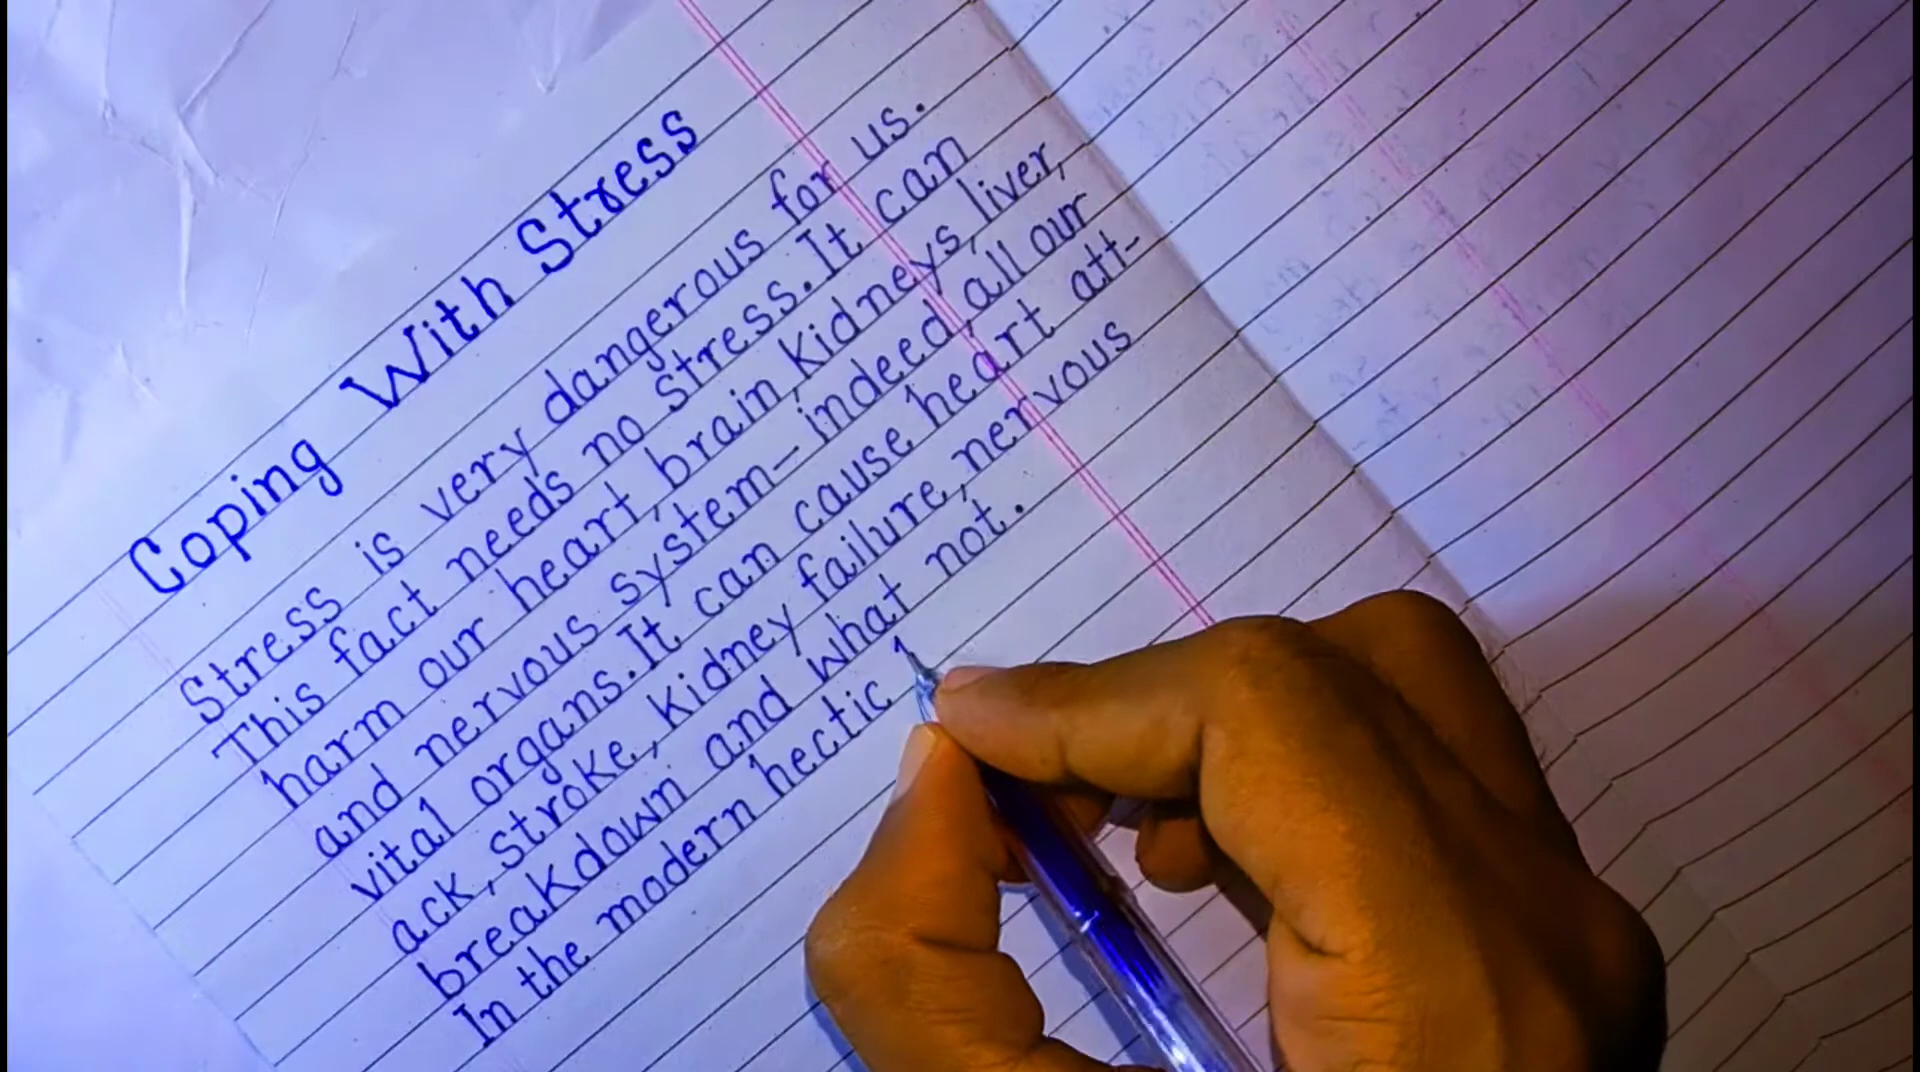 Coping With Stress
Stress is very dangerous for us.
This fact needs no stress. It can
harm our heart, brain, kidneys, liver,
and nervous system– indeed, all our
vital organs. It can cause heart att-
ack, stroke, kidney failure, nervous
breakdown and what not.
In the modern hectic